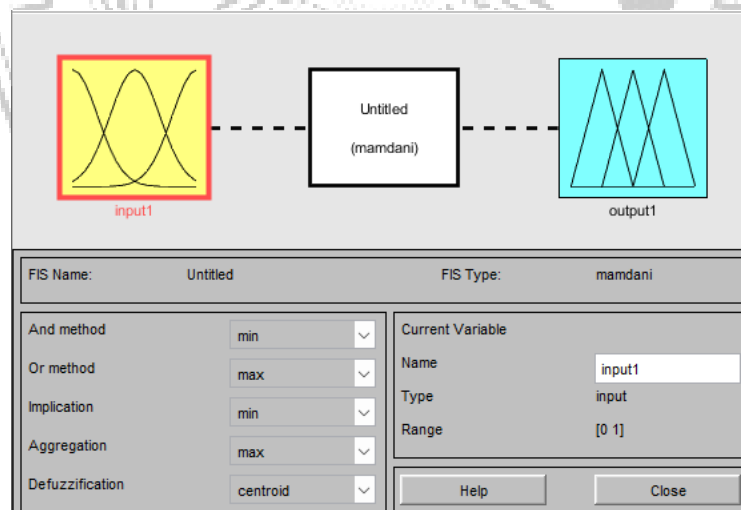 Untitled
(mamdani)
input1
output1
FIS Name: Untitled FIS Type: mamdani
And method min
Or method max
Implication min
Aggregation max
Defuzzification centroid
Current Variable
Name input1
Type input
Range [0 1]
Help Close